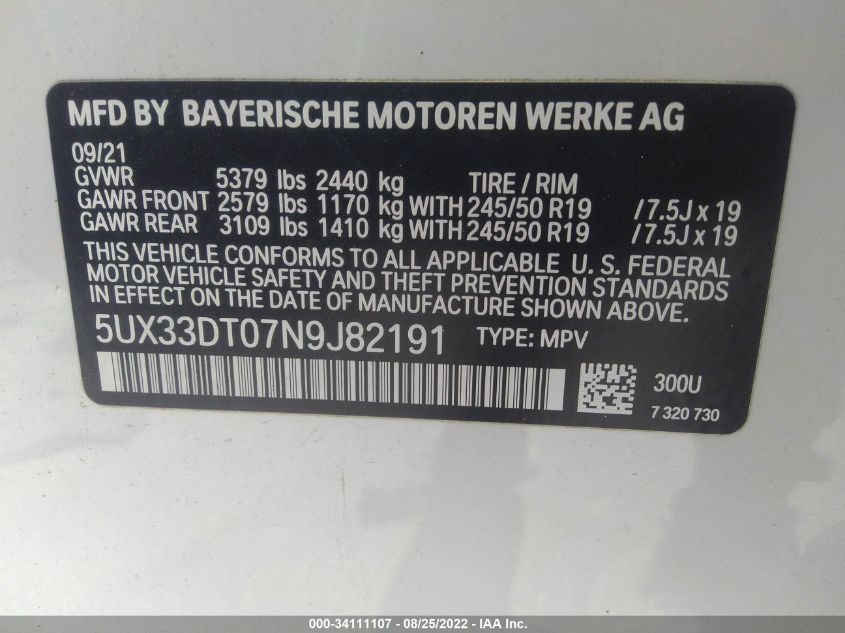 MFD BY BAYERISCHE MOTOREN WERKE AG
09/21
GVWR 5379 lbs 2440 kg TIRE / RIM
GAWR FRONT 2579 lbs 1170 kg WITH 245/50 R19 /7.5J x 19
GAWR REAR 3109 lbs 1410 kg WITH 245/50 R19 /7.5J x 19
THIS VEHICLE CONFORMS TO ALL APPLICABLE U. S. FEDERAL
MOTOR VEHICLE SAFETY AND THEFT PREVENTION STANDARDS
IN EFFECT ON THE DATE OF MANUFACTURE SHOWN ABOVE.
5UX33DT07N9J82191 TYPE: MPV
300U
7 320 730
000-34111107 - 08/25/2022 - IAA Inc.